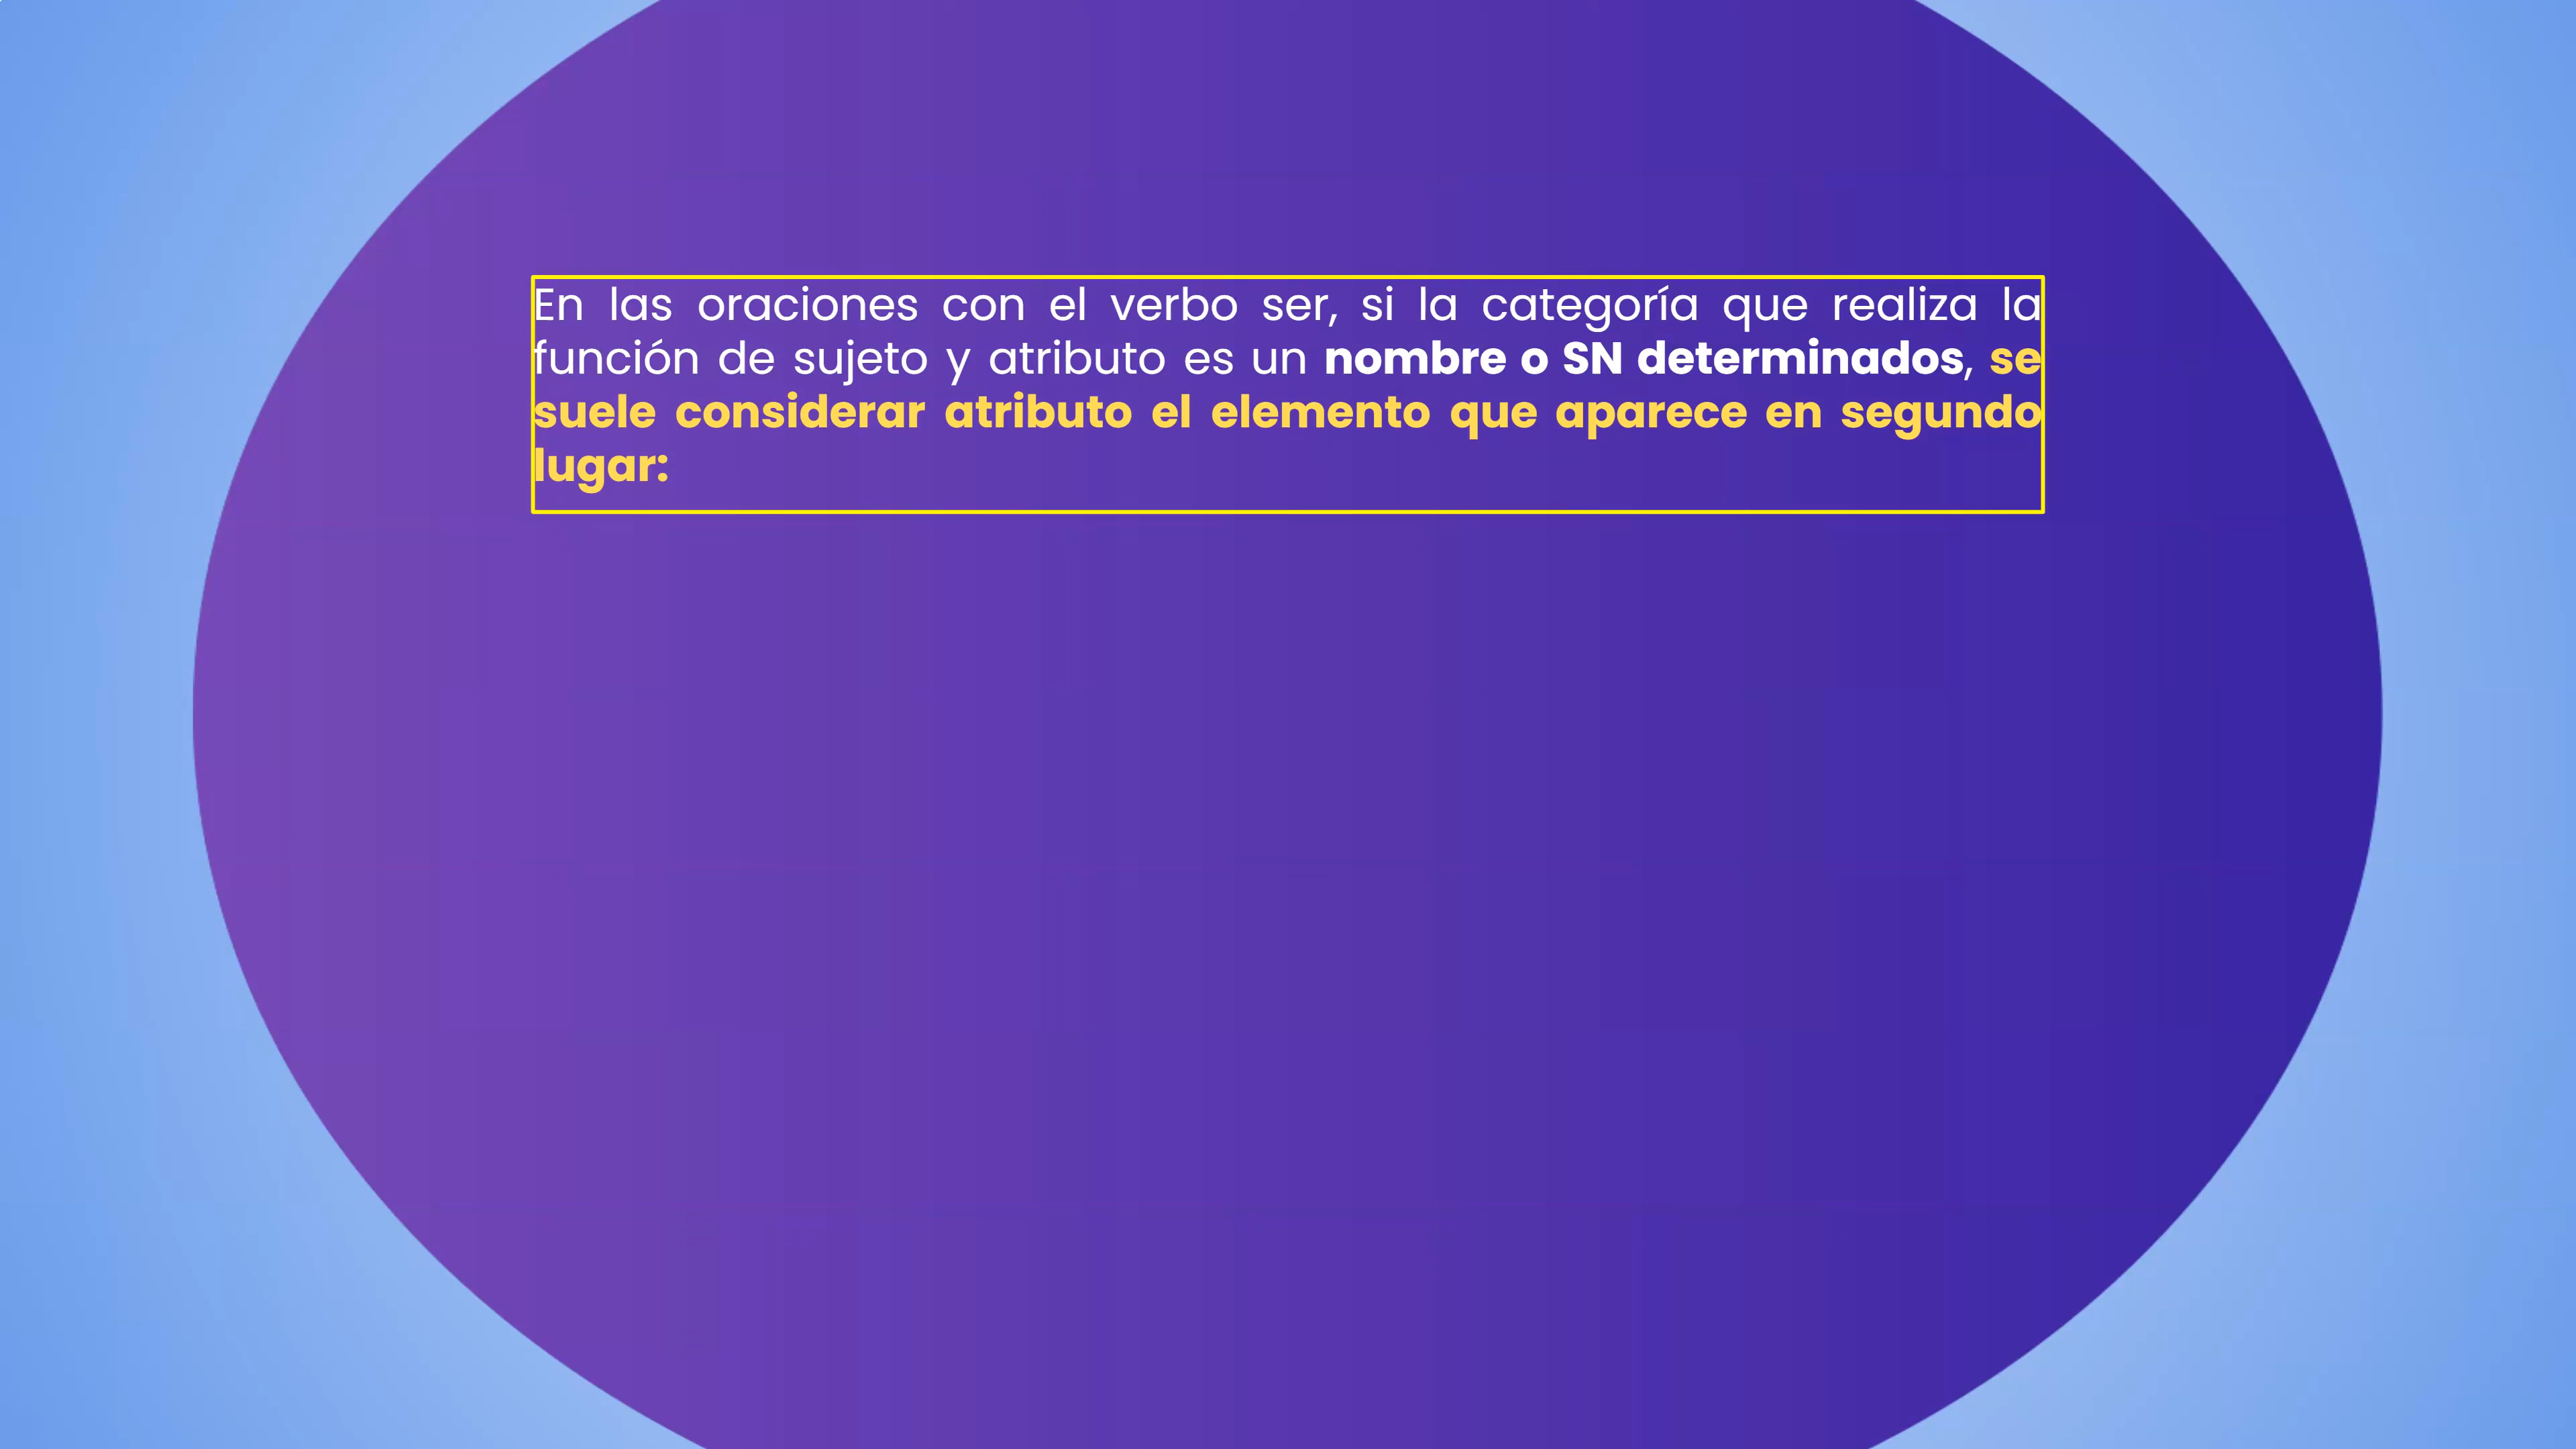 En las oraciones con el verbo ser, si la categoría que realiza la
función de sujeto y atributo es un nombre o SN determinados, se
suele considerar atributo el elemento que aparece en segundo
lugar: